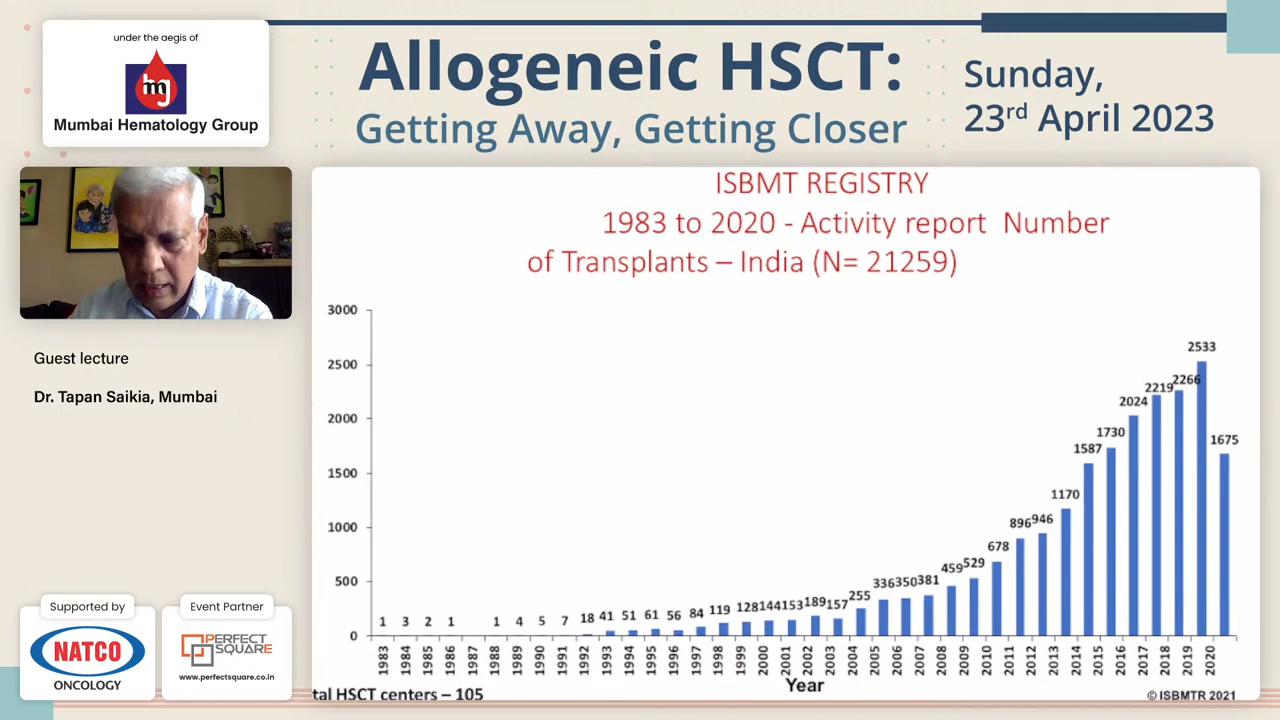 under the aegis of
mg
Mumbai Hematology Group
Allogeneic HSCT:
Getting Away, Getting Closer
Sunday,
23rd April 2023
Guest lecture
Dr. Tapan Saikia, Mumbai
ISBMT REGISTRY
1983 to 2020 - Activity report Number
of Transplants – India (N= 21259)
3000
2500
2000
1500
1000
500
0
1 3 2 1 1 4 5 7 18 41 51 61 56 84 119 128 144 153 189 157 255 336 350 381 459 529 678 896 946 1170 1587 1730 2024 2219 2266 2533 1675
1983 1984 1985 1986 1987 1988 1989 1990 1991 1992 1993 1994 1995 1996 1997 1998 1999 2000 2001 2002 2003 2004 2005 2006 2007 2008 2009 2010 2011 2012 2013 2014 2015 2016 2017 2018 2019 2020
Year
tal HSCT centers – 105
© ISBMTR 2021
Supported by
NATCO
ONCOLOGY
Event Partner
PERFECT
SQUARE
www.perfectsquare.co.in